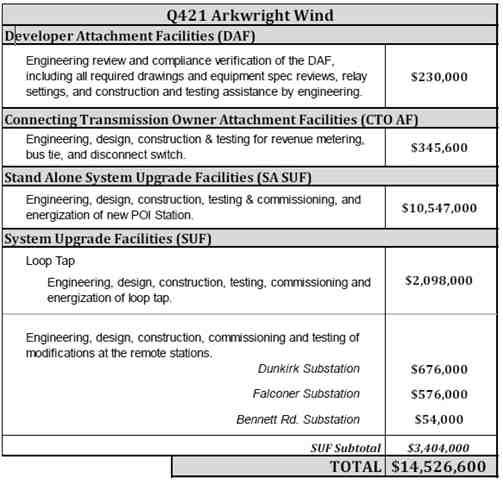 Q421 Arkwright Wind
Developer Attachment Facilities (DAF)
Engineering review and compliance verification of the DAF,
including all required drawings and equipment spec reviews, relay
settings, and construction and testing assistance by engineering.
$230,000
Connecting Transmission Owner Attachment Facilities (CTO AF)
Engineering, design, construction & testing for revenue metering,
bus tie, and disconnect switch.
$345,600
Stand Alone System Upgrade Facilities (SA SUF)
Engineering, design, construction, testing & commissioning, and
energization of new POI Station.
$10,547,000
System Upgrade Facilities (SUF)
Loop Tap
Engineering, design, construction, testing, commissioning and
energization of loop tap.
$2,098,000
Engineering, design, construction, commissioning and testing of
modifications at the remote stations.
Dunkirk Substation $676,000
Falconer Substation $576,000
Bennett Rd. Substation $54,000
SUF Subtotal $3,404,000
TOTAL $14,526,600